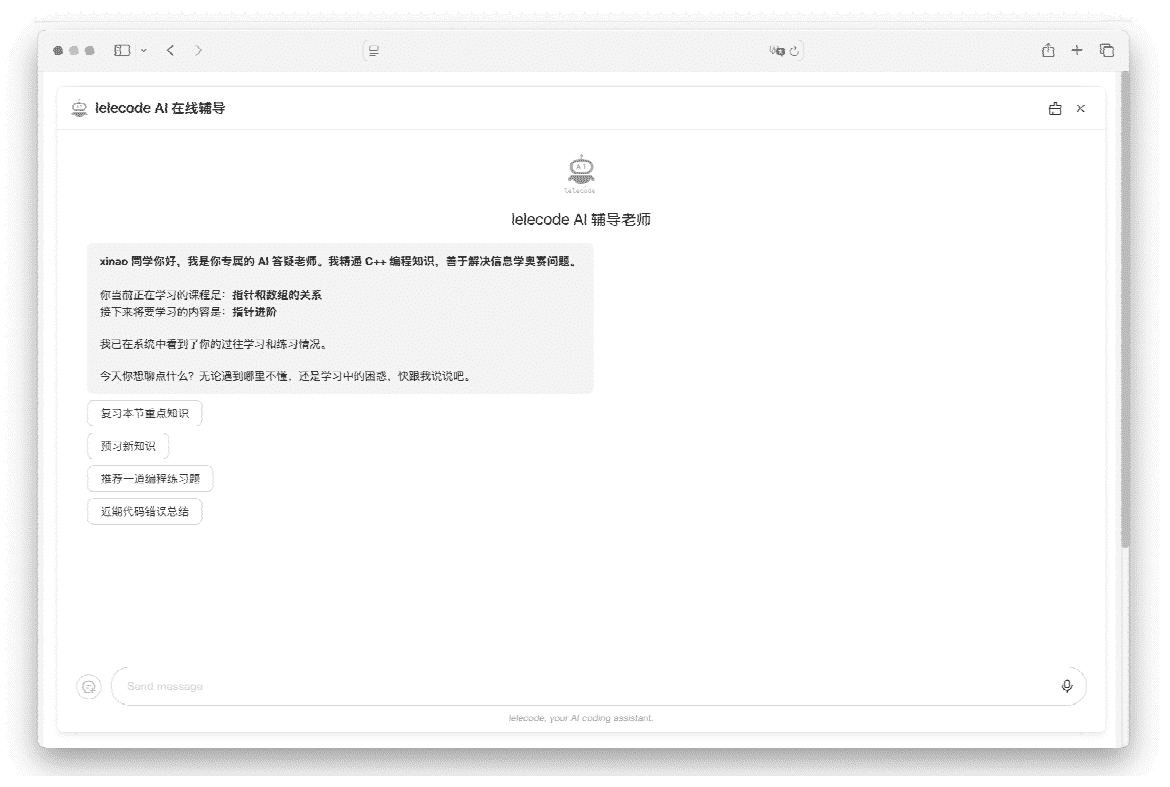 lelecode AI 在线辅导
AI
lelecode
lelecode AI 辅导老师
xinao 同学你好，我是你专属的 AI 答疑老师。我精通 C++ 编程知识，善于解决信息学奥赛问题。
你当前正在学习的课程是：指针和数组的关系
接下来将要学习的内容是：指针进阶
我已在系统中看到了你的过往学习和练习情况。
今天你想聊点什么？无论遇到哪里不懂，还是学习中的困惑，快跟我说说吧。
复习本节重点知识
预习新知识
推荐一道编程练习题
近期代码错误总结
Send message
lelecode, your AI coding assistant.